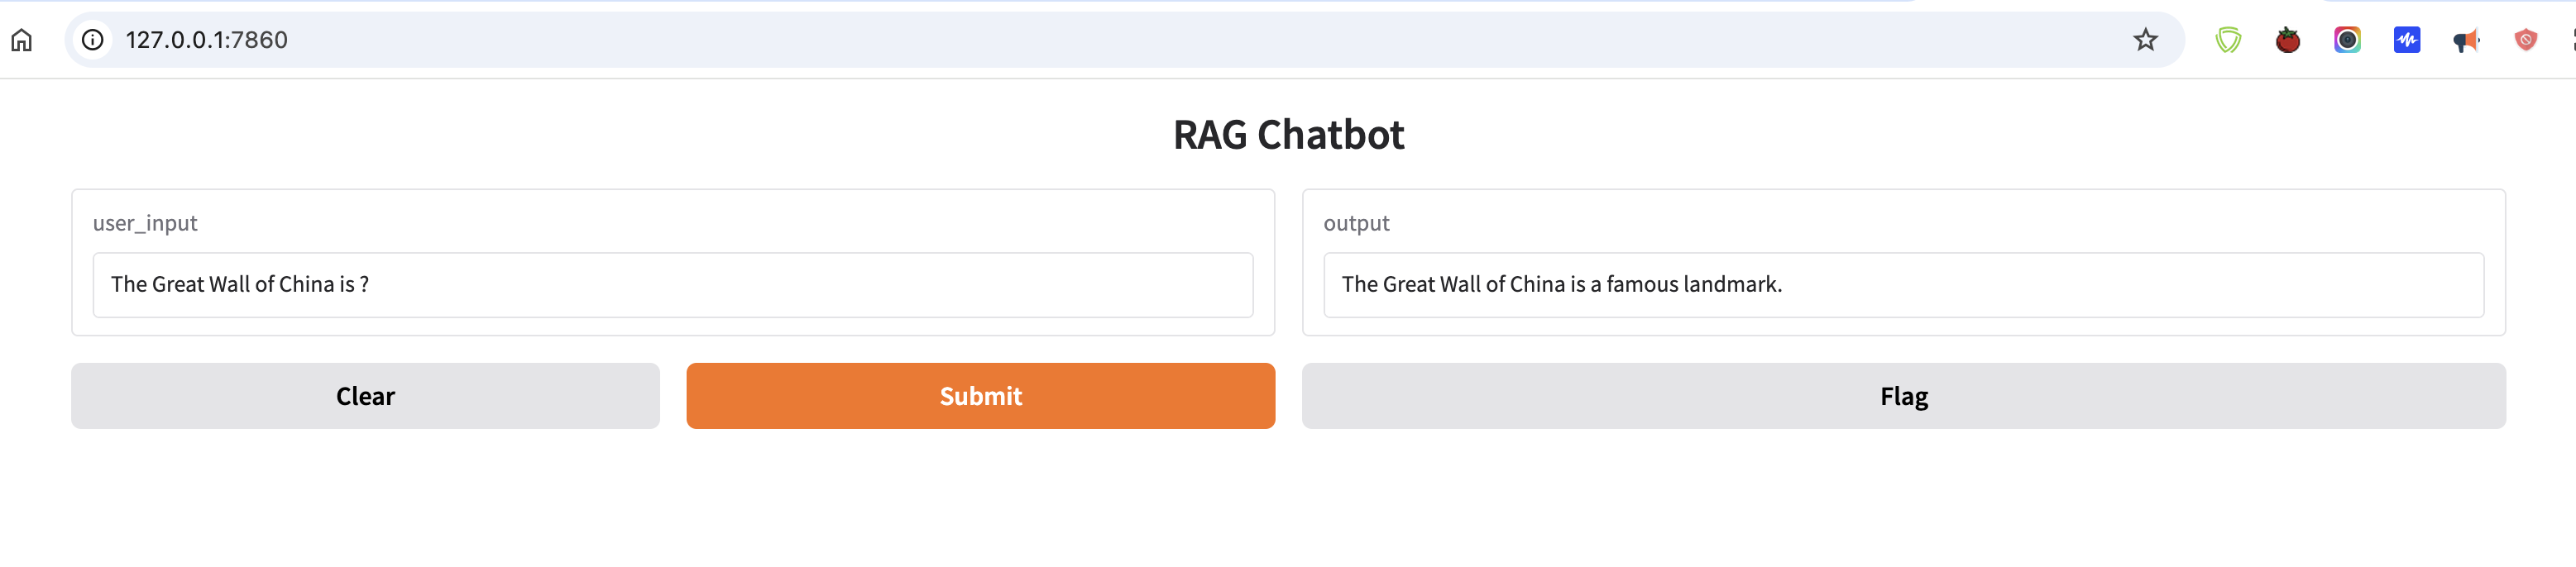 127.0.0.1:7860
RAG Chatbot
user_input
The Great Wall of China is ?
output
The Great Wall of China is a famous landmark.
Clear
Submit
Flag